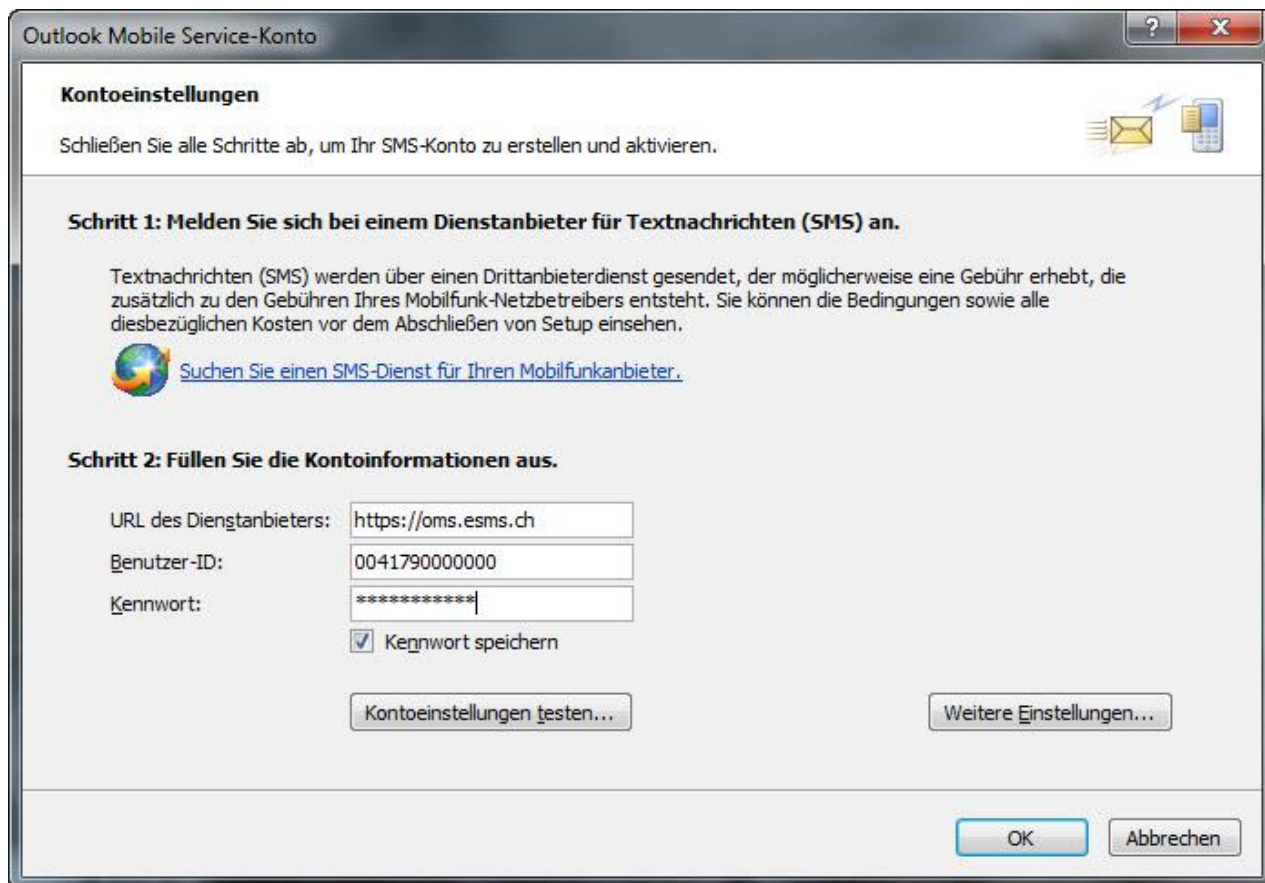 Outlook Mobile Service-Konto
?
X
Kontoeinstellungen
Schließen Sie alle Schritte ab, um Ihr SMS-Konto zu erstellen und aktivieren.
Schritt 1: Melden Sie sich bei einem Dienstanbieter für Textnachrichten (SMS) an.
Textnachrichten (SMS) werden über einen Drittanbieterdienst gesendet, der möglicherweise eine Gebühr erhebt, die
zusätzlich zu den Gebühren Ihres Mobilfunk-Netzbetreibers entsteht. Sie können die Bedingungen sowie alle
diesbezüglichen Kosten vor dem Abschließen von Setup einsehen.
Suchen Sie einen SMS-Dienst für Ihren Mobilfunkanbieter.
Schritt 2: Füllen Sie die Kontoinformationen aus.
URL des Dienstanbieters: https://oms.esms.ch
Benutzer-ID: 0041790000000
Kennwort: ***********
Kennwort speichern
Kontoeinstellungen testen... Weitere Einstellungen...
OK Abbrechen